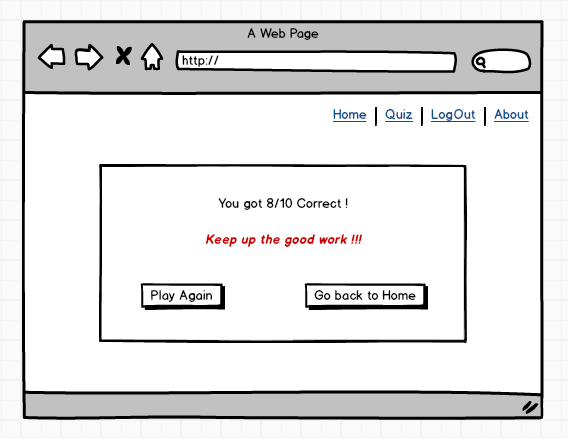 A Web Page
http://
Home | Quiz | LogOut | About
You got 8/10 Correct !
Keep up the good work !!!
Play Again
Go back to Home